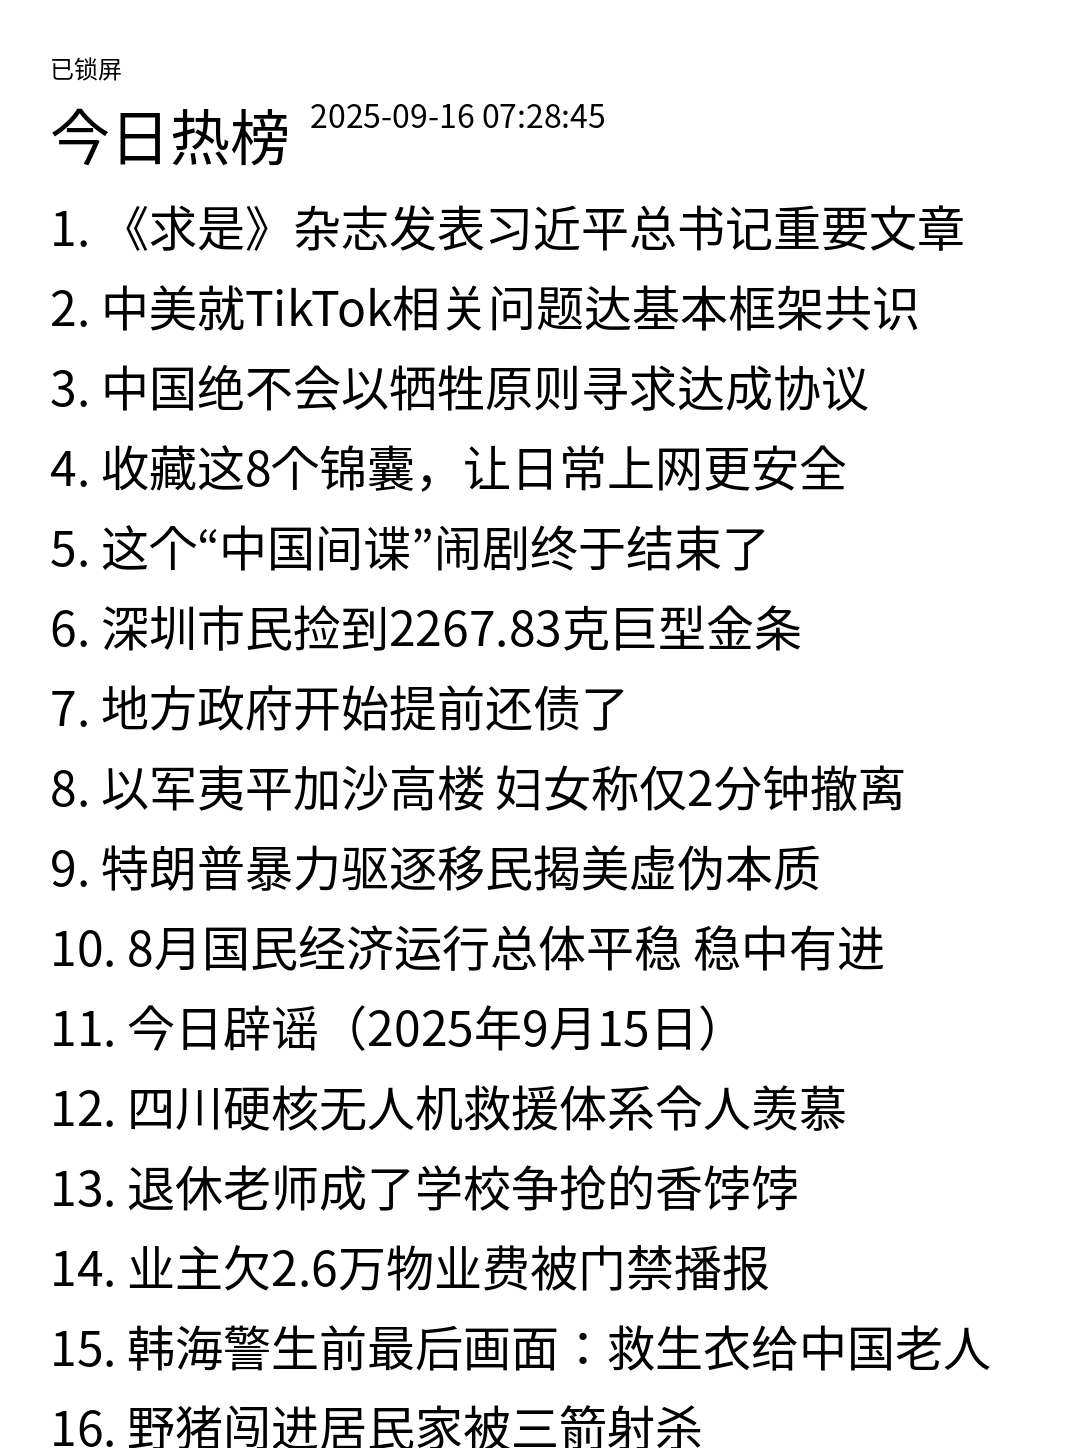 已锁屏
今日热榜 2025-09-16 07:28:45
1. 《求是》杂志发表习近平总书记重要文章
2. 中美就TikTok相关问题达基本框架共识
3. 中国绝不会以牺牲原则寻求达成协议
4. 收藏这8个锦囊，让日常上网更安全
5. 这个“中国间谍”闹剧终于结束了
6. 深圳市民捡到2267.83克巨型金条
7. 地方政府开始提前还债了
8. 以军夷平加沙高楼 妇女称仅2分钟撤离
9. 特朗普暴力驱逐移民揭美虚伪本质
10. 8月国民经济运行总体平稳 稳中有进
11. 今日辟谣（2025年9月15日）
12. 四川硬核无人机救援体系令人羡慕
13. 退休老师成了学校争抢的香饽饽
14. 业主欠2.6万物业费被门禁播报
15. 韩海警生前最后画面：救生衣给中国老人
16. 野猪闯进居民家被三箭射杀